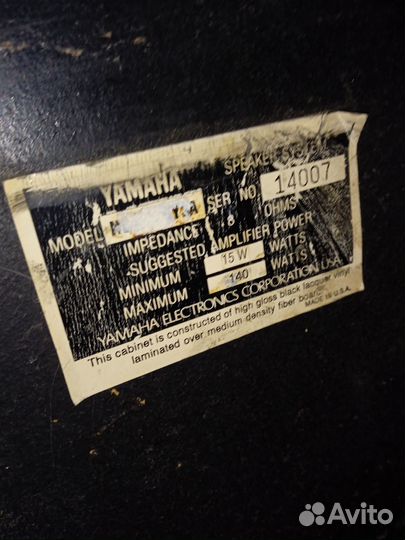 YAMAHA SPEAKER SYSTEM
MODEL SER NO 14007
IMPEDANCE 8 OHMS
SUGGESTED AMPLIFIER POWER
MINIMUM 15 W WATTS
MAXIMUM 140 WATTS
YAMAHA ELECTRONICS CORPORATION U.S.A.
This cabinet is constructed of high gloss black lacquer vinyl
laminated over medium density fiber board.
MADE IN U.S.A.
Avito